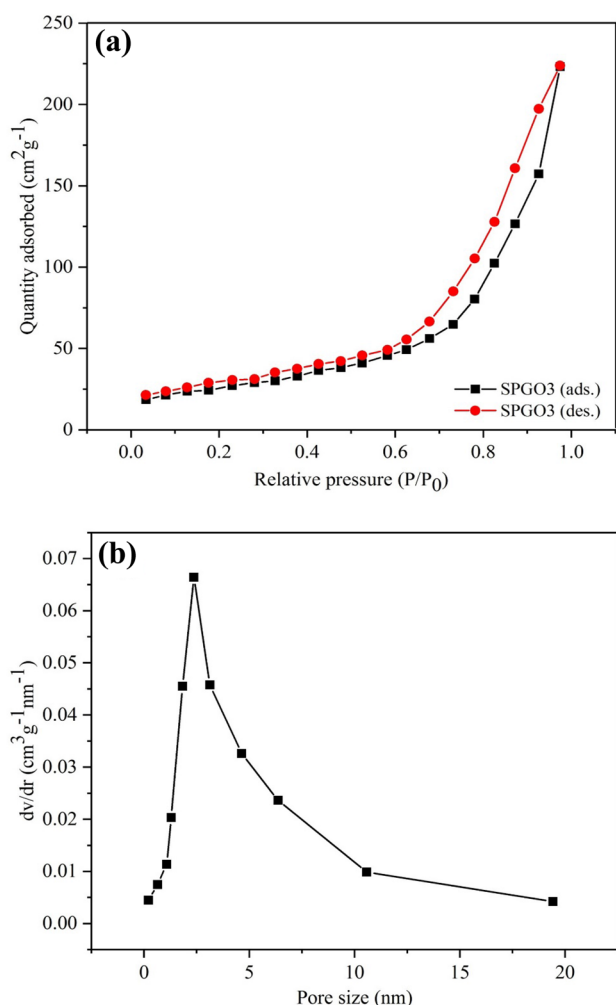 (a)
Quantity adsorbed (cm²g⁻¹)
250
200
150
100
50
0
SPGO3 (ads.)
SPGO3 (des.)
0.0 0.2 0.4 0.6 0.8 1.0
Relative pressure (P/P₀)
(b)
dv/dr (cm³g⁻¹nm⁻¹)
0.07
0.06
0.05
0.04
0.03
0.02
0.01
0.00
0 5 10 15 20
Pore size (nm)